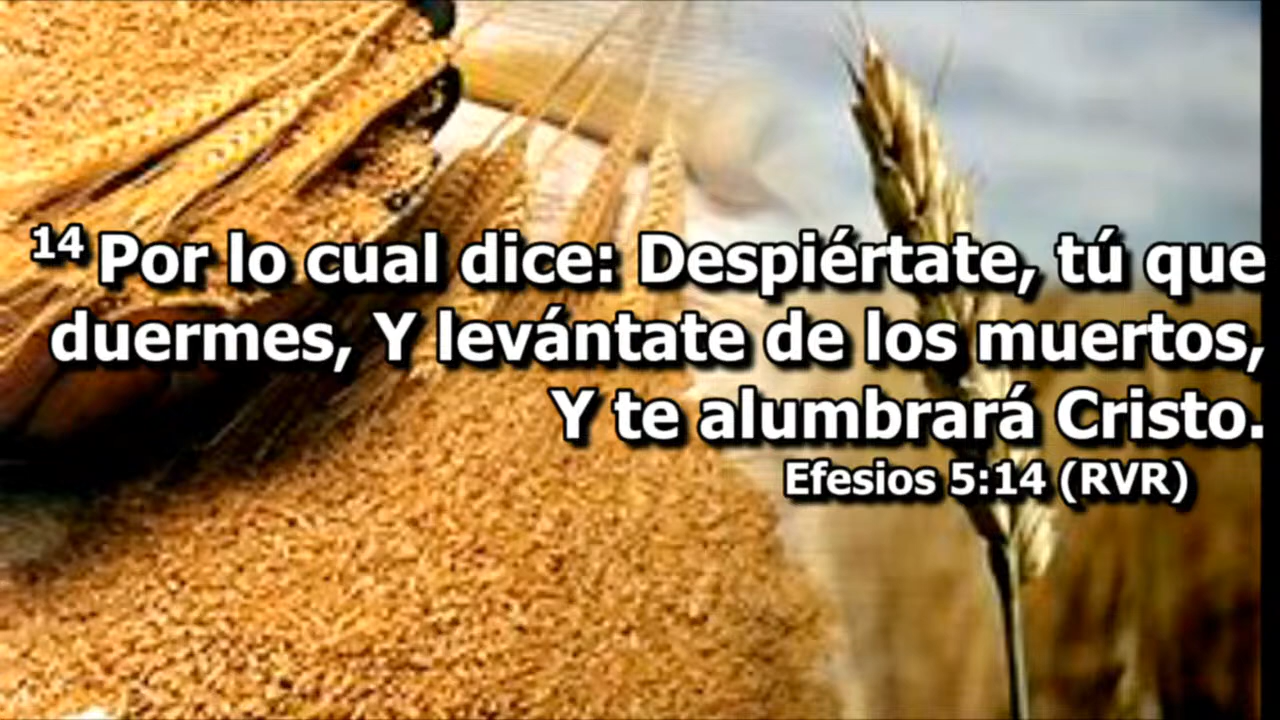 14 Por lo cual dice: Despiértate, tú que
duermes, Y levántate de los muertos,
Y te alumbrará Cristo.
Efesios 5:14 (RVR)